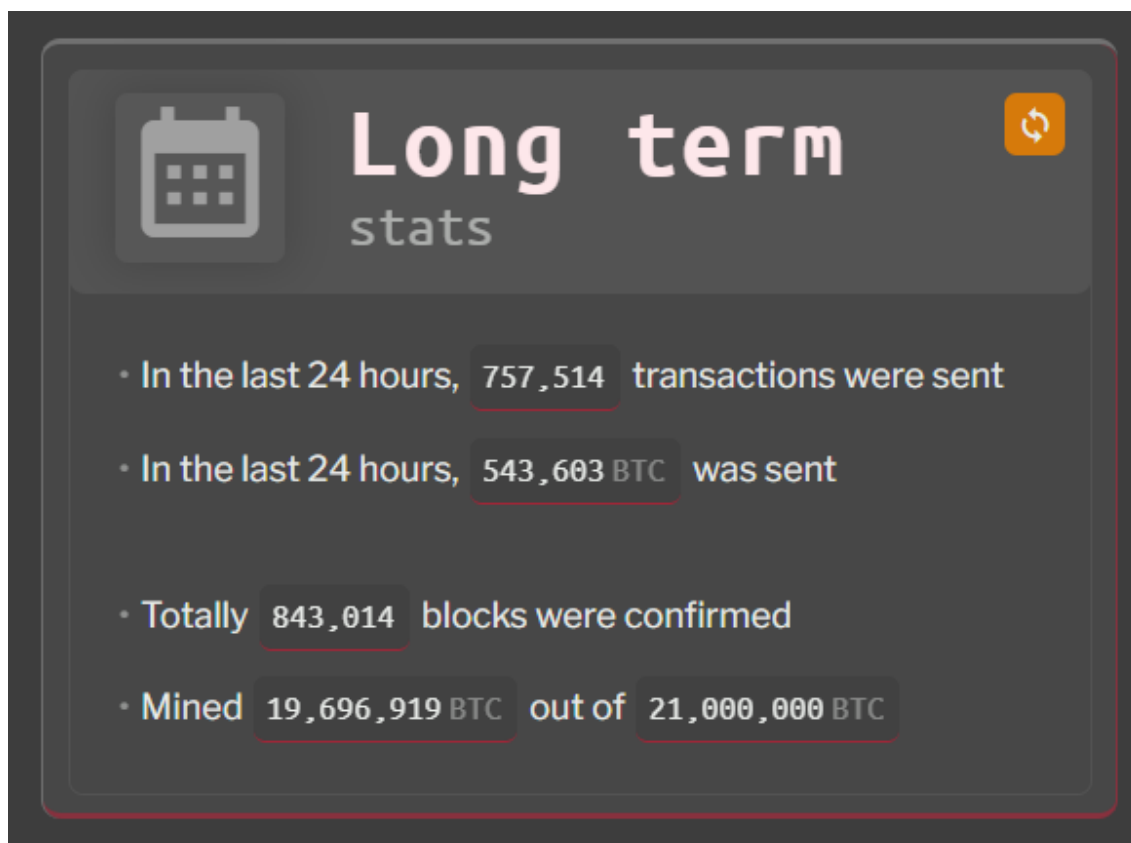 Long term
stats
• In the last 24 hours, 757,514 transactions were sent
• In the last 24 hours, 543,603 BTC was sent
• Totally 843,014 blocks were confirmed
• Mined 19,696,919 BTC out of 21,000,000 BTC